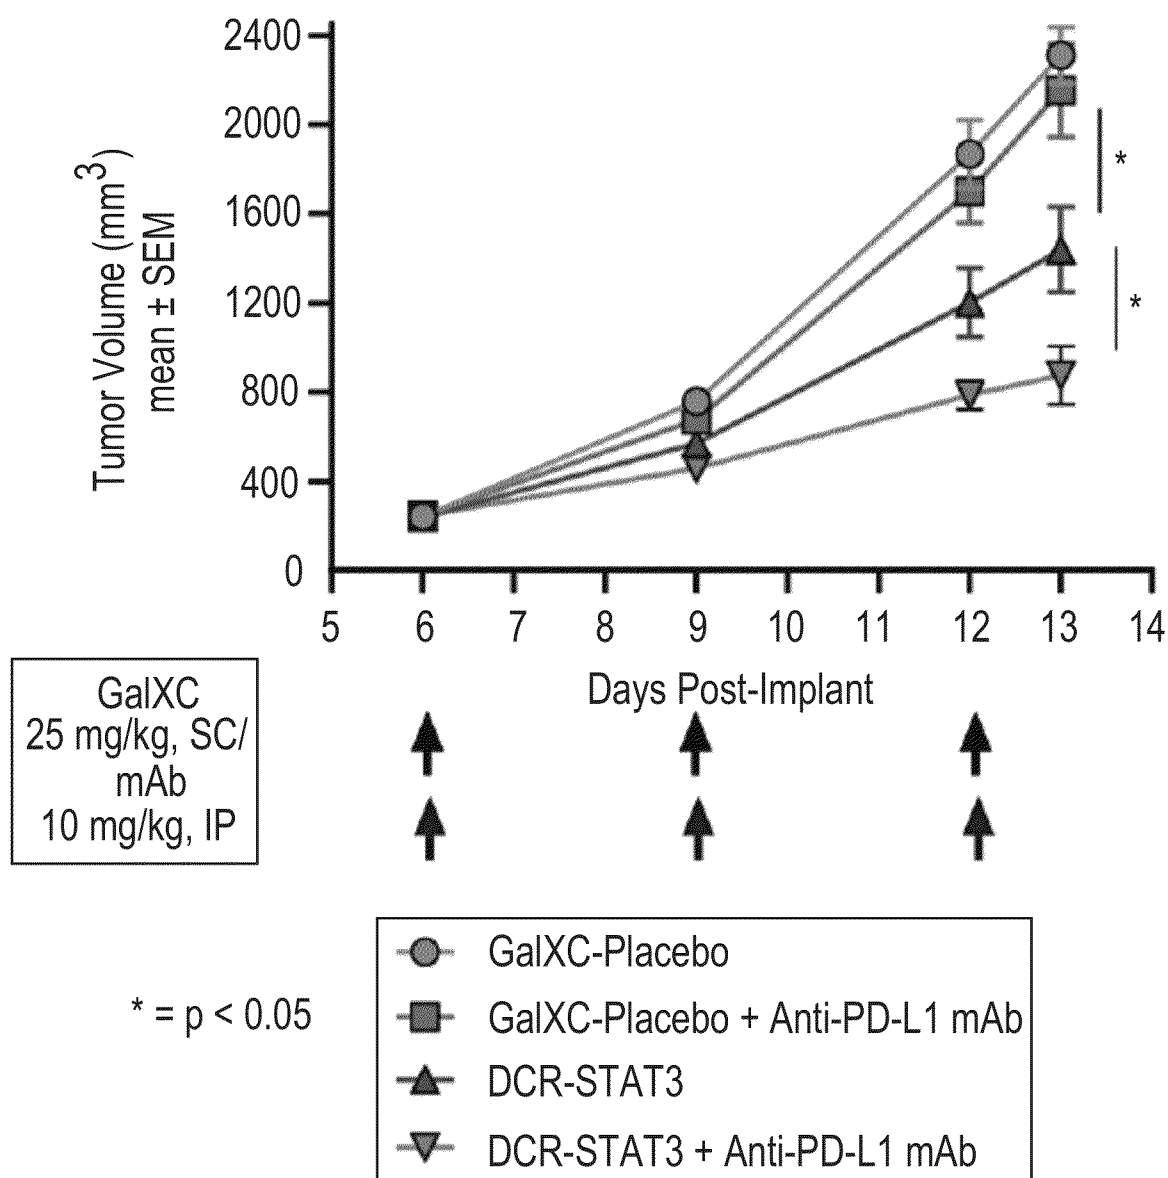 Tumor Volume (mm³)
mean ± SEM
2400
2000
1600
1200
800
400
0
*
*
5 6 7 8 9 10 11 12 13 14
Days Post-Implant
GalXC
25 mg/kg, SC/
mAb
10 mg/kg, IP
* = p < 0.05
GalXC-Placebo
GalXC-Placebo + Anti-PD-L1 mAb
DCR-STAT3
DCR-STAT3 + Anti-PD-L1 mAb